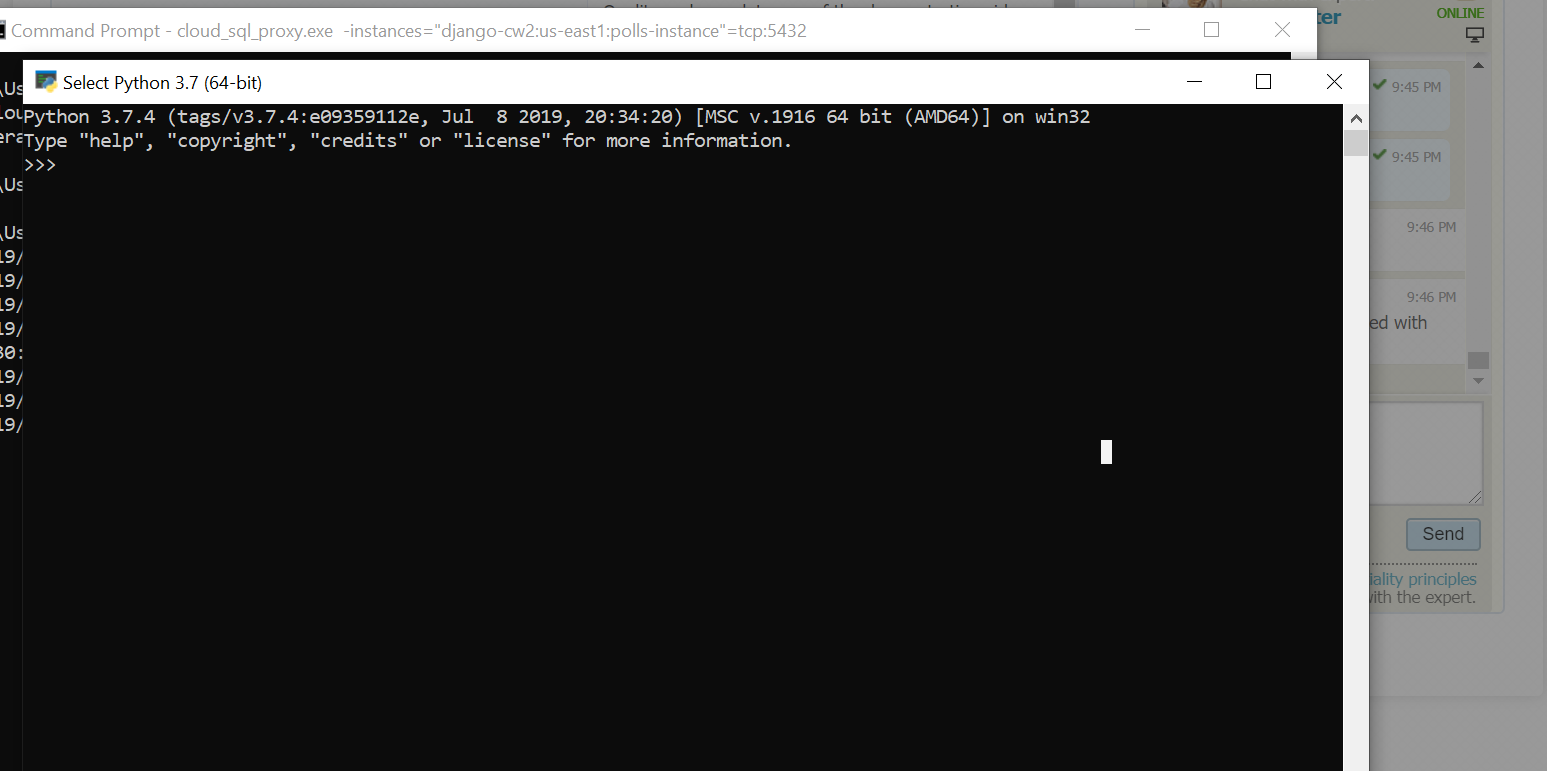 Command Prompt - cloud_sql_proxy.exe  -instances="django-cw2:us-east1:polls-instance"=tcp:5432
Select Python 3.7 (64-bit)
Python 3.7.4 (tags/v3.7.4:e09359112e, Jul  8 2019, 20:34:20) [MSC v.1916 64 bit (AMD64)] on win32
Type "help", "copyright", "credits" or "license" for more information.
>>>
\Us
\Us
\Us
19/
19/
19/
19/
30:
19/
19/
19/
ONLINE
9:45 PM
9:45 PM
9:46 PM
9:46 PM
ed with
Send
iality principles
with the expert.